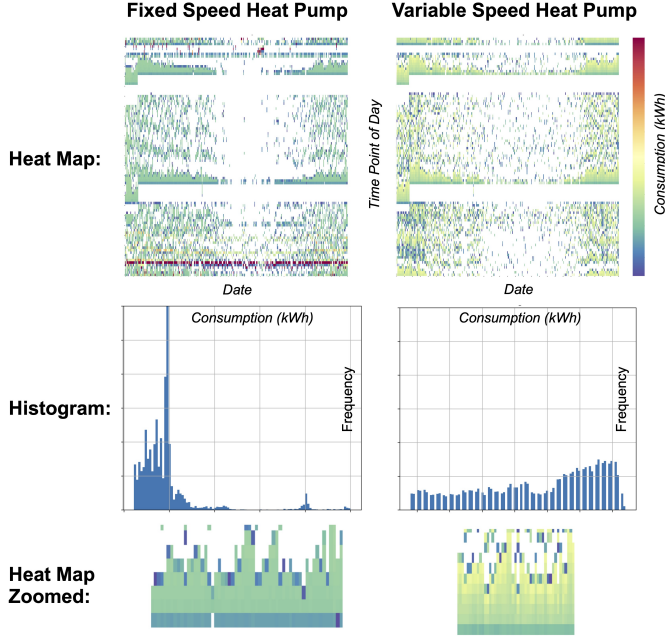 Fixed Speed Heat Pump
Variable Speed Heat Pump
Heat Map:
Time Point of Day
Consumption (kWh)
Date
Date
Consumption (kWh)
Consumption (kWh)
Histogram:
Frequency
Frequency
Heat Map
Zoomed: